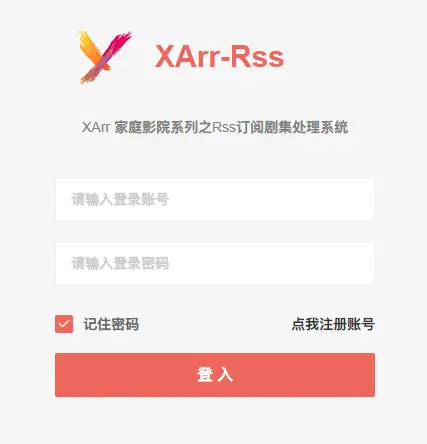 XArr-Rss
XArr 家庭影院系列之Rss订阅剧集处理系统
请输入登录账号
请输入登录密码
记住密码 点我注册账号
登入